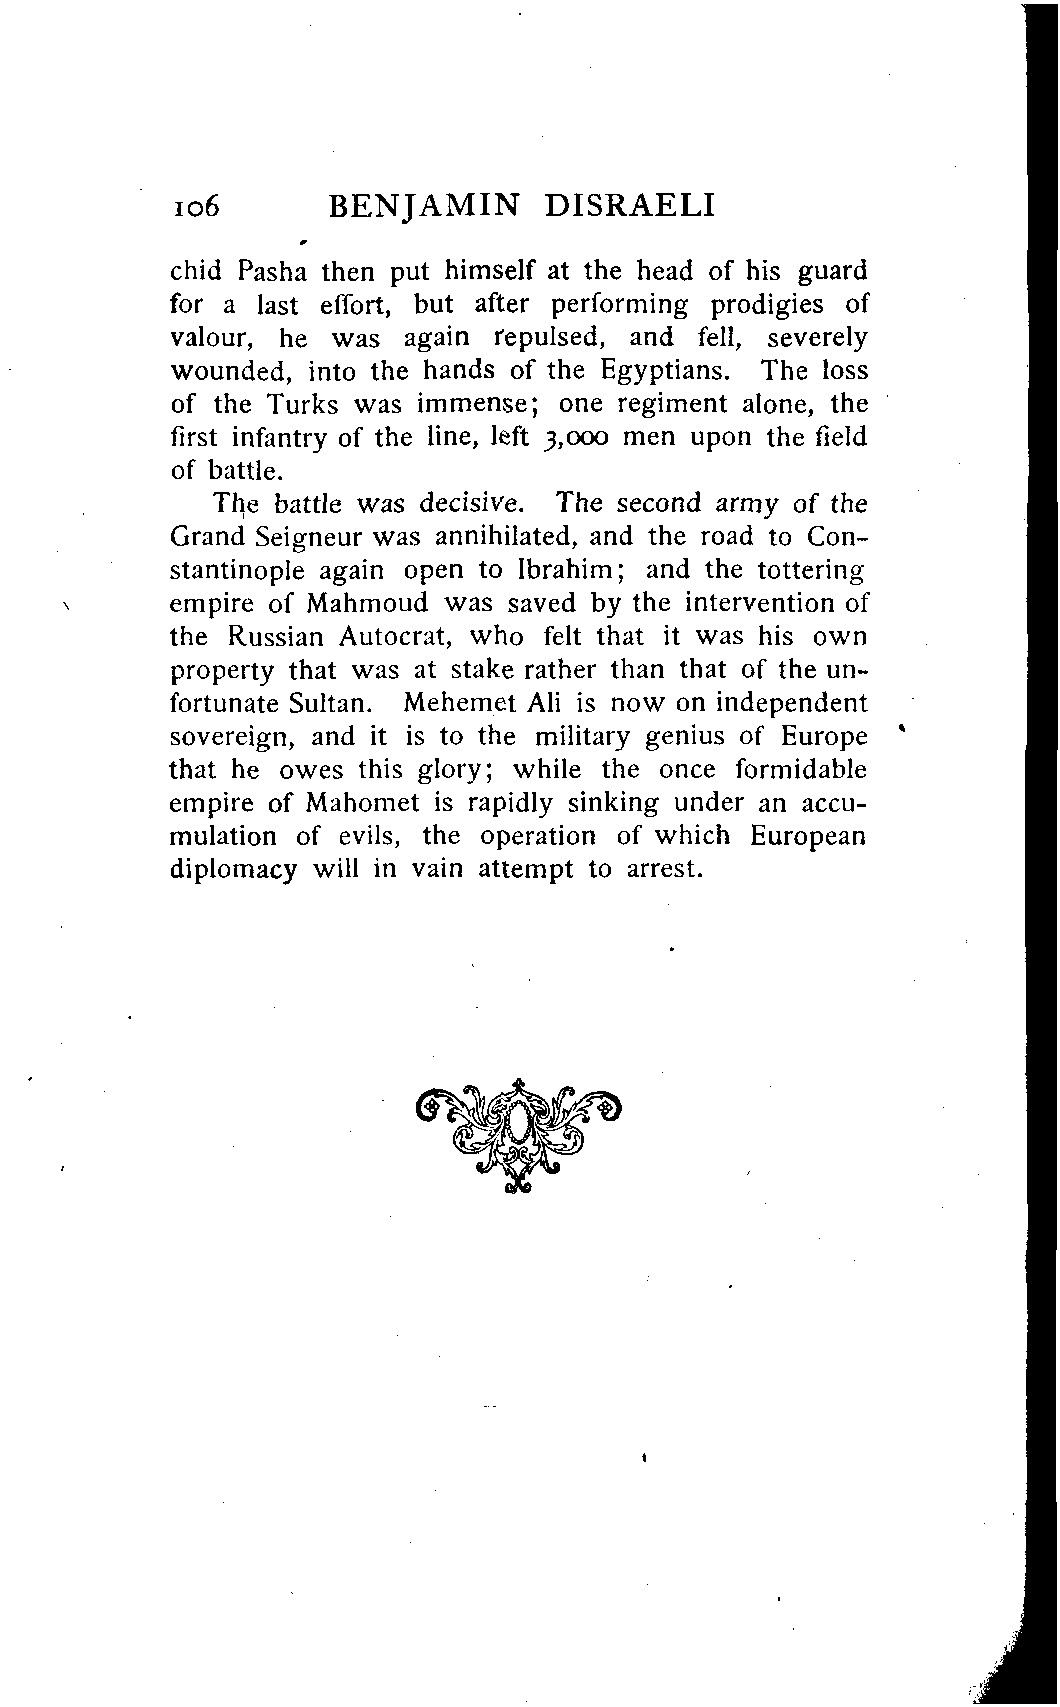 106 BENJAMIN DISRAELI
chid Pasha then put himself at the head of his guard
for a last effort, but after performing prodigies of
valour, he was again repulsed, and fell, severely
wounded, into the hands of the Egyptians. The loss
of the Turks was immense; one regiment alone, the
first infantry of the line, left 3,000 men upon the field
of battle.
The battle was decisive. The second army of the
Grand Seigneur was annihilated, and the road to Con-
stantinople again open to Ibrahim; and the tottering
empire of Mahmoud was saved by the intervention of
the Russian Autocrat, who felt that it was his own
property that was at stake rather than that of the un-
fortunate Sultan. Mehemet Ali is now on independent
sovereign, and it is to the military genius of Europe
that he owes this glory; while the once formidable
empire of Mahomet is rapidly sinking under an accu-
mulation of evils, the operation of which European
diplomacy will in vain attempt to arrest.